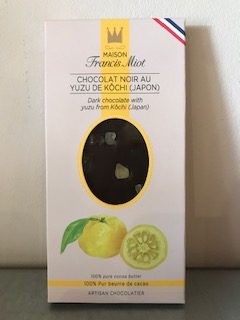 MAISON
Francis Miot
CHOCOLAT NOIR AU
YUZU DE KÔCHI (JAPON)
Dark chocolate with
yuzu from Kôchi (Japan)
100% pure cocoa butter
100% Pur beurre de cacao
ARTISAN CHOCOLATIER